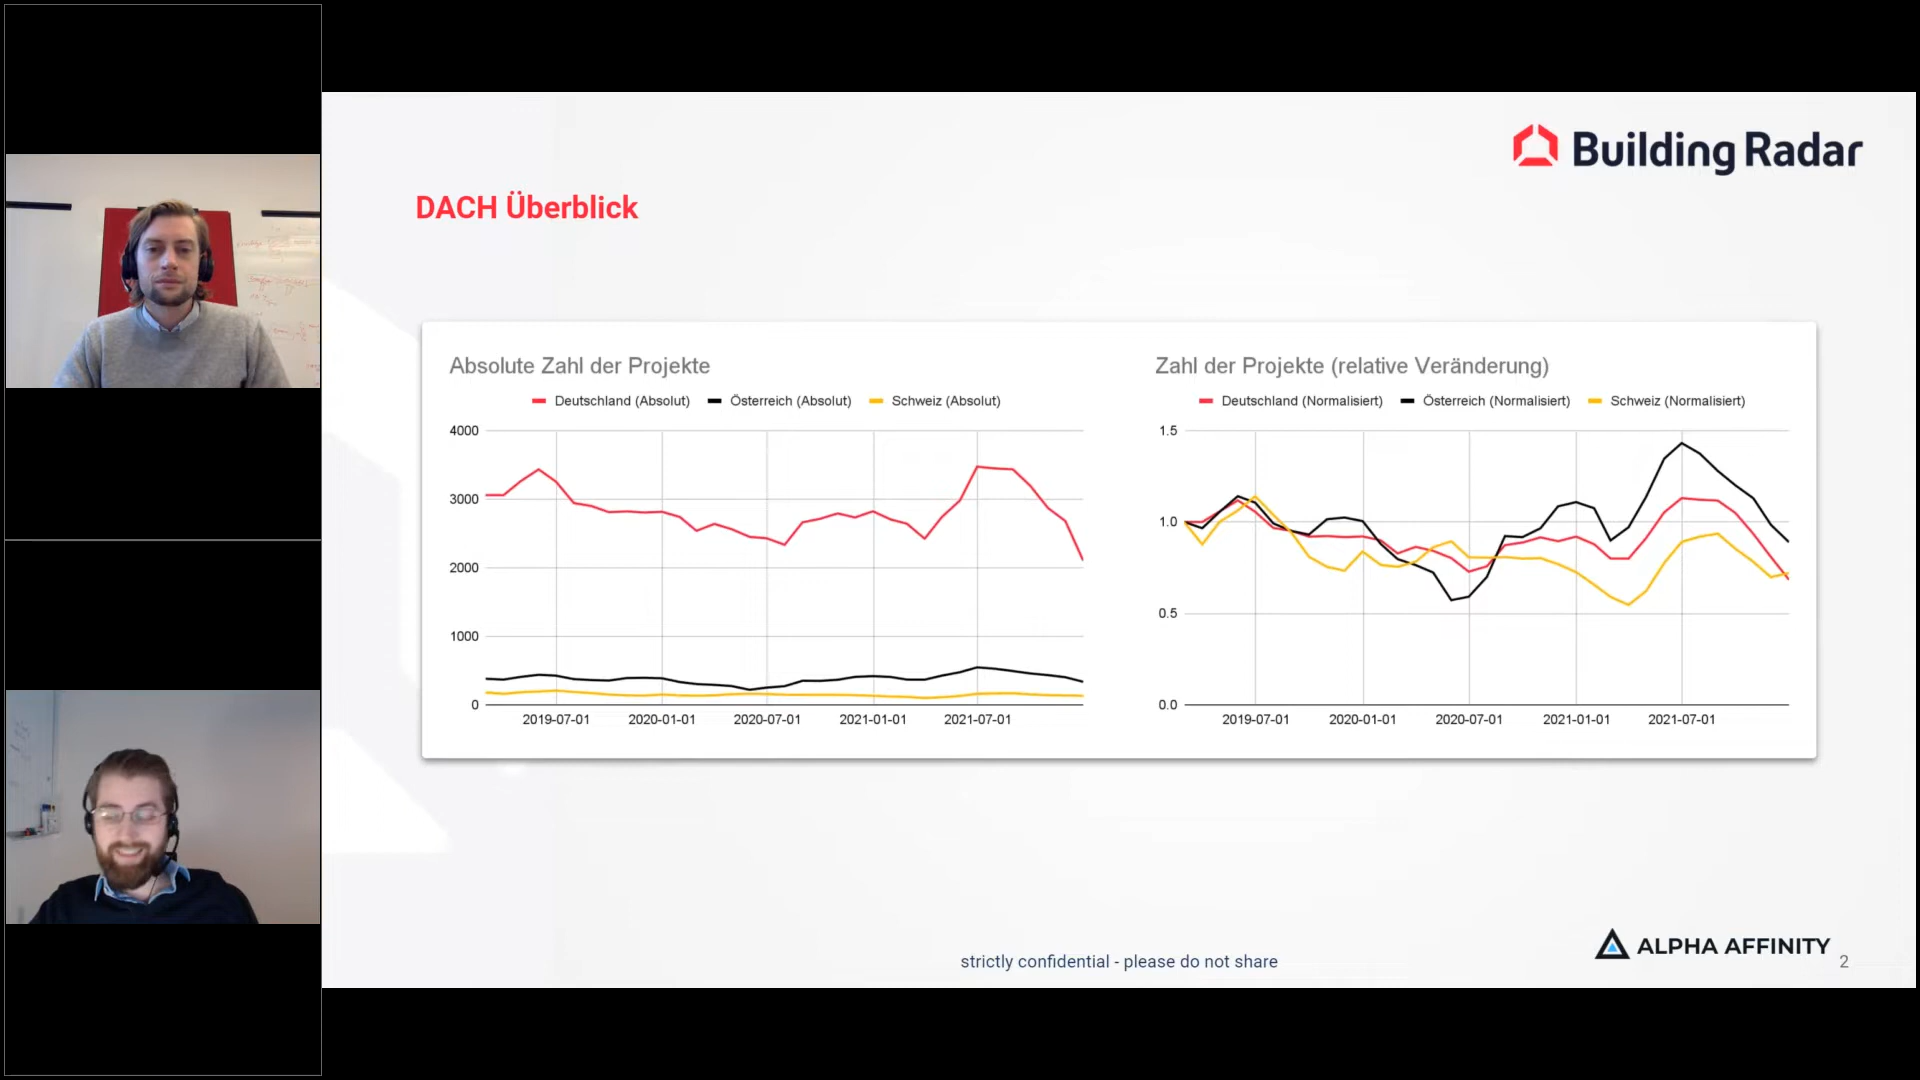 Building Radar
DACH Überblick
Absolute Zahl der Projekte
Deutschland (Absolut) Österreich (Absolut) Schweiz (Absolut)
4000
3000
2000
1000
0
2019-07-01 2020-01-01 2020-07-01 2021-01-01 2021-07-01
Zahl der Projekte (relative Veränderung)
Deutschland (Normalisiert) Österreich (Normalisiert) Schweiz (Normalisiert)
1.5
1.0
0.5
0.0
2019-07-01 2020-01-01 2020-07-01 2021-01-01 2021-07-01
strictly confidential - please do not share
ALPHA AFFINITY
2